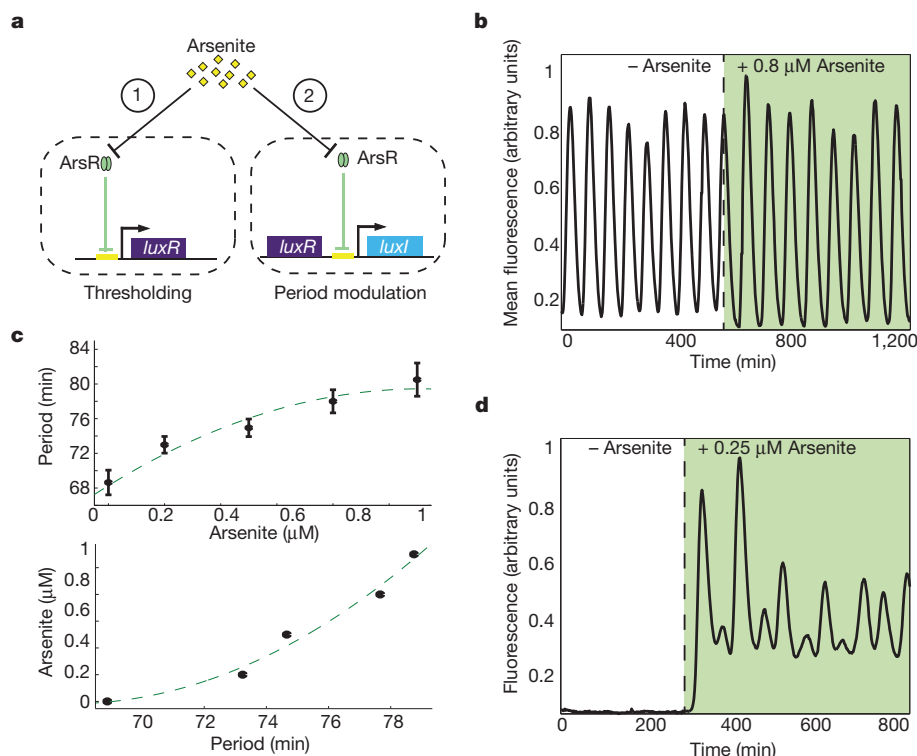 a
Arsenite
1
2
ArsR
ArsR
luxR
luxR
luxI
Thresholding
Period modulation
b
– Arsenite
+ 0.8 μM Arsenite
Mean fluorescence (arbitrary units)
1
0.8
0.6
0.4
0.2
0 400 800 1,200
Time (min)
c
Period (min)
84
80
76
72
68
0 0.2 0.4 0.6 0.8 1
Arsenite (μM)
Arsenite (μM)
1
0.8
0.6
0.4
0.2
0
70 72 74 76 78
Period (min)
d
– Arsenite
+ 0.25 μM Arsenite
Fluorescence (arbitrary units)
1
0.8
0.6
0.4
0.2
0 200 400 600 800
Time (min)